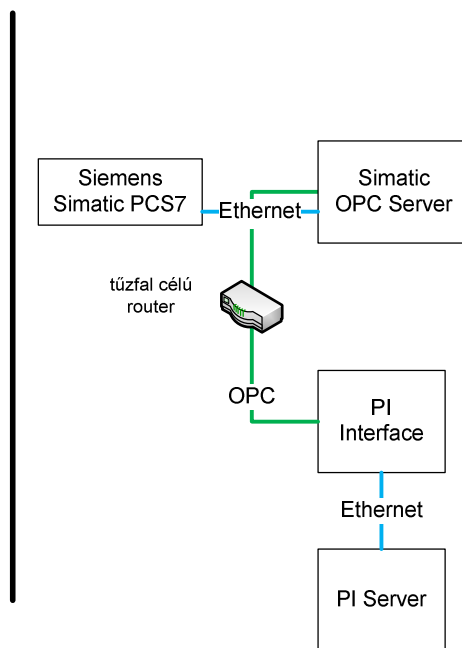 Siemens
Simatic PCS7
Ethernet
Simatic
OPC Server
tűzfal célú
router
OPC
PI
Interface
Ethernet
PI Server